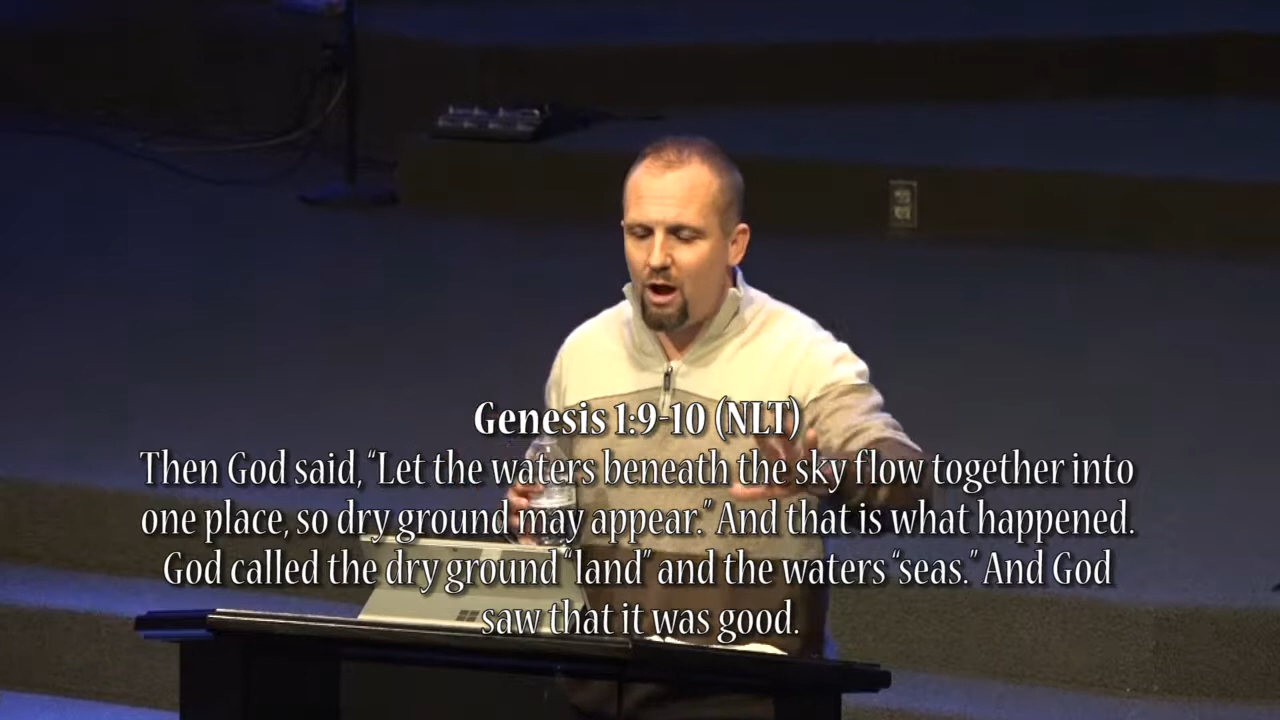 Genesis 1:9-10 (NLT)
Then God said, “Let the waters beneath the sky flow together into
one place, so dry ground may appear.” And that is what happened.
God called the dry ground “land” and the waters “seas.” And God
saw that it was good.